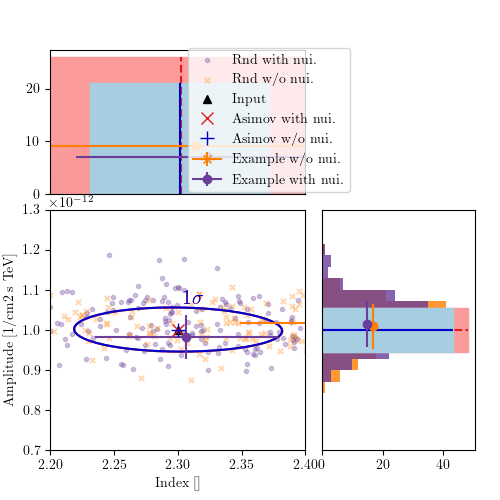 20
10
0
Rnd with nui.
Rnd w/o nui.
Input
Asimov with nui.
Asimov w/o nui.
Example w/o nui.
Example with nui.
×10⁻¹²
1.3
1.2
1.1
1.0
0.9
0.8
0.7
Amplitude [1/cm2 s TeV]
1σ
2.20 2.25 2.30 2.35 2.40
Index []
0 20 40